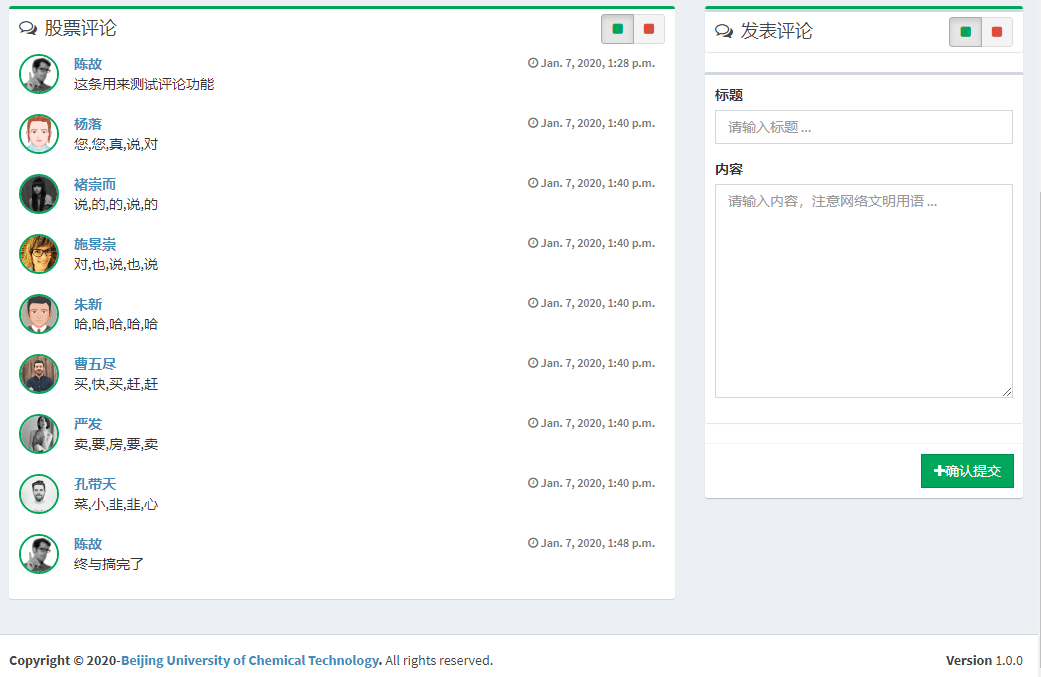 股票评论
陈故
Jan. 7, 2020, 1:28 p.m.
这条用来测试评论功能
杨落
Jan. 7, 2020, 1:40 p.m.
您,您,真,说,对
褚崇而
Jan. 7, 2020, 1:40 p.m.
说,的,的,说,的
施景崇
Jan. 7, 2020, 1:40 p.m.
对,也,说,也,说
朱新
Jan. 7, 2020, 1:40 p.m.
哈,哈,哈,哈,哈
曹五尽
Jan. 7, 2020, 1:40 p.m.
买,快,买,赶,赶
严发
Jan. 7, 2020, 1:40 p.m.
卖,要,房,要,卖
孔带天
Jan. 7, 2020, 1:40 p.m.
菜,小,韭,韭,心
陈故
Jan. 7, 2020, 1:48 p.m.
终与搞完了
发表评论
标题
请输入标题 ...
内容
请输入内容，注意网络文明用语 ...
确认提交
Copyright © 2020-Beijing University of Chemical Technology. All rights reserved.
Version 1.0.0